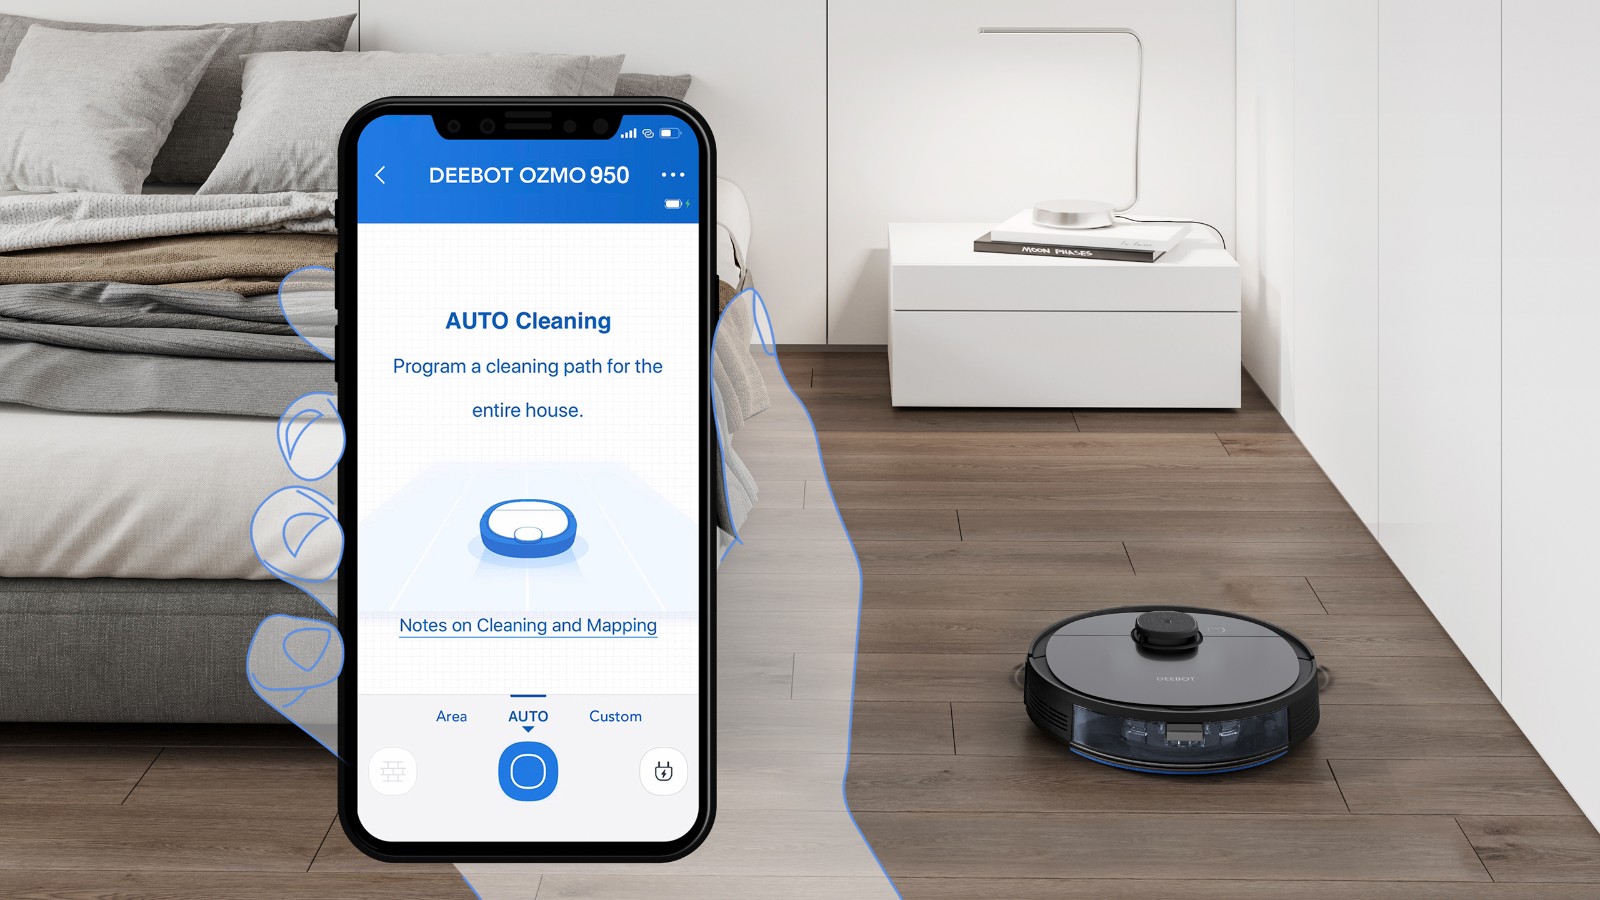 DEEBOT OZMO 950
AUTO Cleaning
Program a cleaning path for the
entire house.
Notes on Cleaning and Mapping
Area
AUTO
Custom
MOON PHASES
DEEBOT